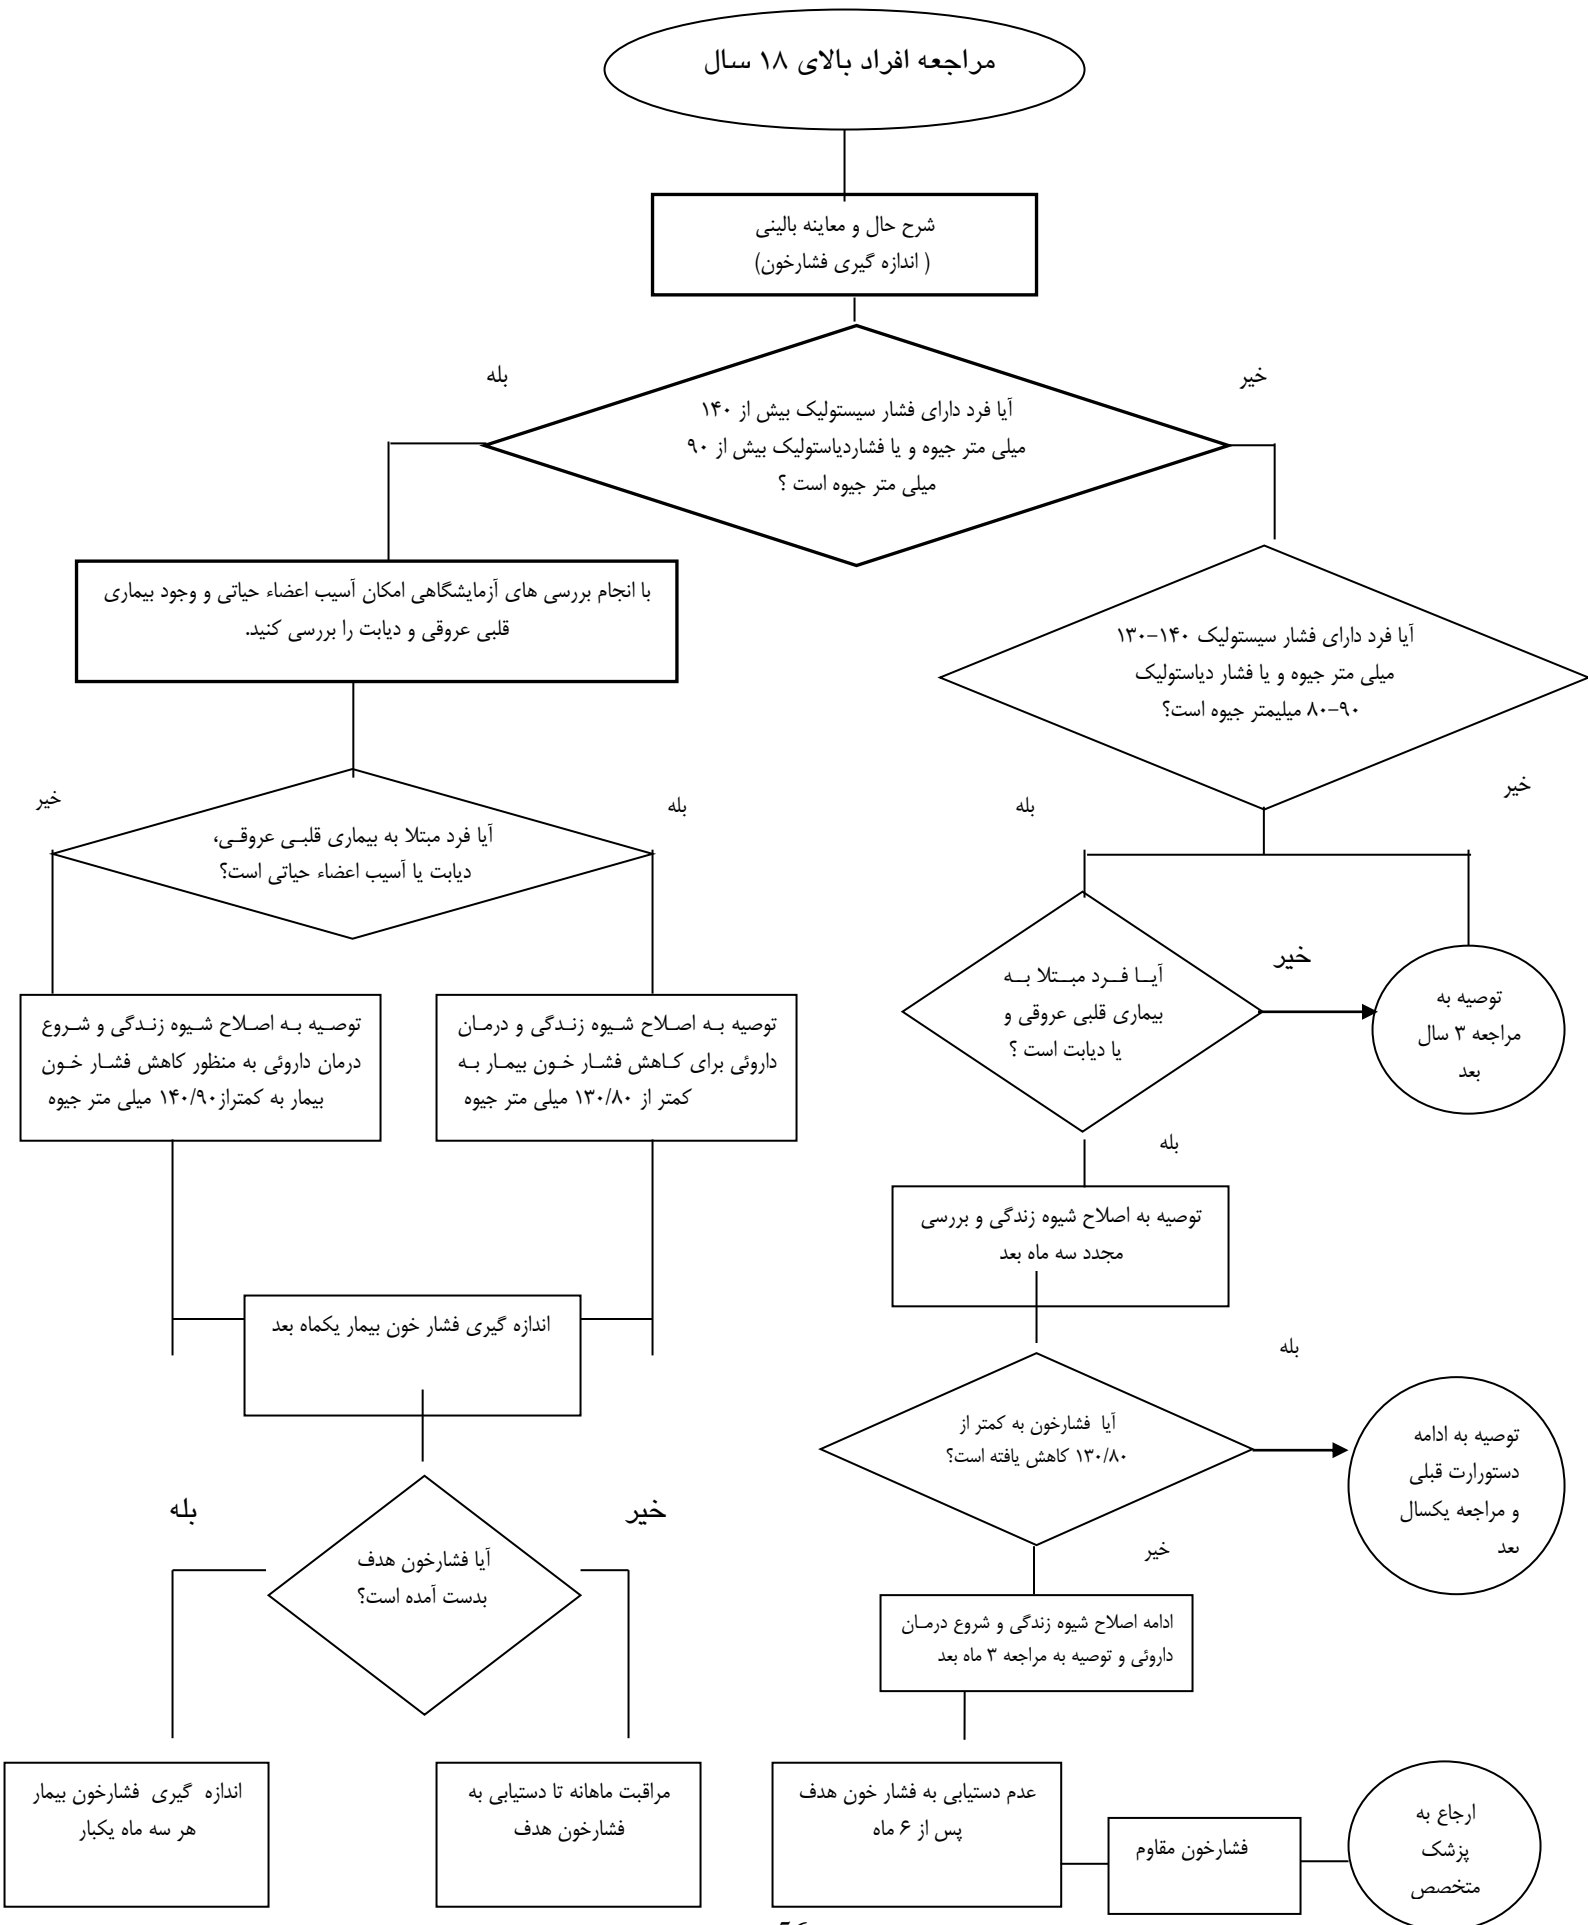 مراجعه افراد بالای ۱۸ سال
شرح حال و معاینه بالینی
( اندازه گیری فشارخون)
خیر
بله
آیا فرد دارای فشار سیستولیک بیش از ۱۴۰
میلی متر جیوه و یا فشاردیاستولیک بیش از ۹۰
میلی متر جیوه است ؟
با انجام بررسی های آزمایشگاهی امکان آسیب اعضاء حیاتی و وجود بیماری
قلبی عروقی و دیابت را بررسی کنید.
آیا فرد دارای فشار سیستولیک ۱۴۰-۱۳۰
میلی متر جیوه و یا فشار دیاستولیک
۹۰-۸۰ میلیمتر جیوه است؟
خیر
بله
بله
خیر
آیا فرد مبتلا به بیماری قلبی عروقی،
دیابت یا آسیب اعضاء حیاتی است؟
آیا فرد مبتلا به
بیماری قلبی عروقی و
یا دیابت است ؟
خیر
توصیه به
مراجعه ۳ سال
بعد
توصیه به اصلاح شیوه زندگی و درمان
داروئی برای کاهش فشار خون بیمار به
کمتر از ۱۳۰/۸۰ میلی متر جیوه
توصیه به اصلاح شیوه زندگی و شروع
درمان داروئی به منظور کاهش فشار خون
بیمار به کمتراز۱۴۰/۹۰ میلی متر جیوه
بله
توصیه به اصلاح شیوه زندگی و بررسی
مجدد سه ماه بعد
اندازه گیری فشار خون بیمار یکماه بعد
بله
آیا فشارخون به کمتر از
۱۳۰/۸۰ کاهش یافته است؟
توصیه به ادامه
دستورارت قبلی
و مراجعه یکسال
بعد
خیر
بله
خیر
آیا فشارخون هدف
بدست آمده است؟
ادامه اصلاح شیوه زندگی و شروع درمان
داروئی و توصیه به مراجعه ۳ ماه بعد
ارجاع به
پزشک
متخصص
فشارخون مقاوم
عدم دستیابی به فشار خون هدف
پس از ۶ ماه
مراقبت ماهانه تا دستیابی به
فشارخون هدف
اندازه گیری فشارخون بیمار
هر سه ماه یکبار